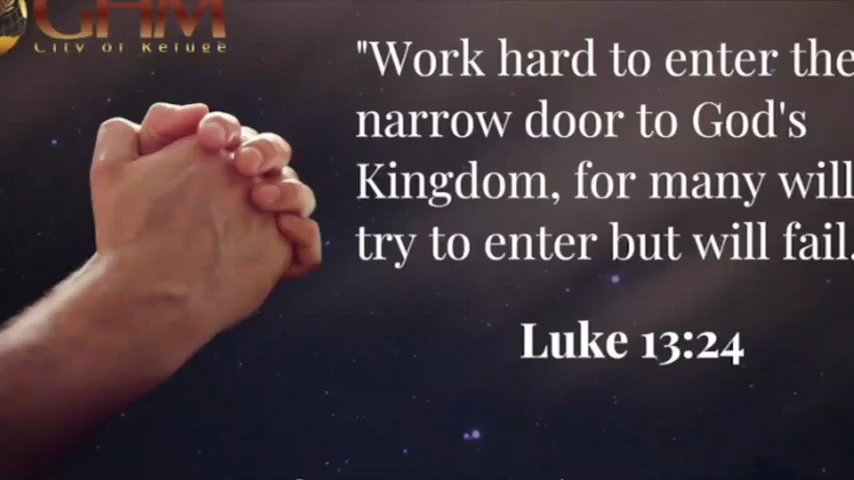 GHM
City of Refuge
"Work hard to enter the
narrow door to God's
Kingdom, for many will
try to enter but will fail.
Luke 13:24